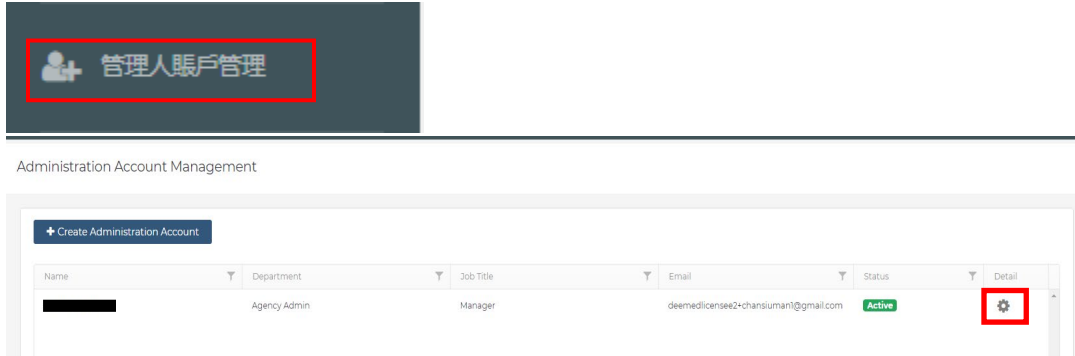 管理人賬戶管理
Administration Account Management
+ Create Administration Account
Name Department Job Title Email Status Detail
Agency Admin Manager deemedlicensee2+chansiuman1@gmail.com Active